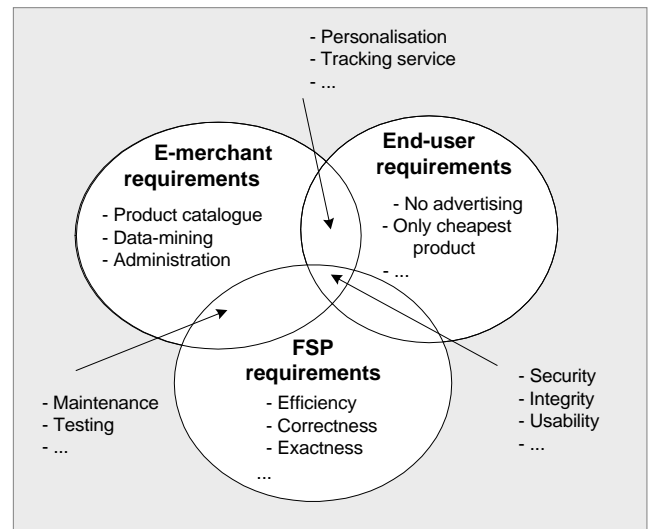 - Personalisation
- Tracking service
- ...
E-merchant
requirements
- Product catalogue
- Data-mining
- Administration
End-user
requirements
- No advertising
- Only cheapest
product
- ...
FSP
requirements
- Efficiency
- Correctness
- Exactness
...
- Maintenance
- Testing
- ...
- Security
- Integrity
- Usability
- ...